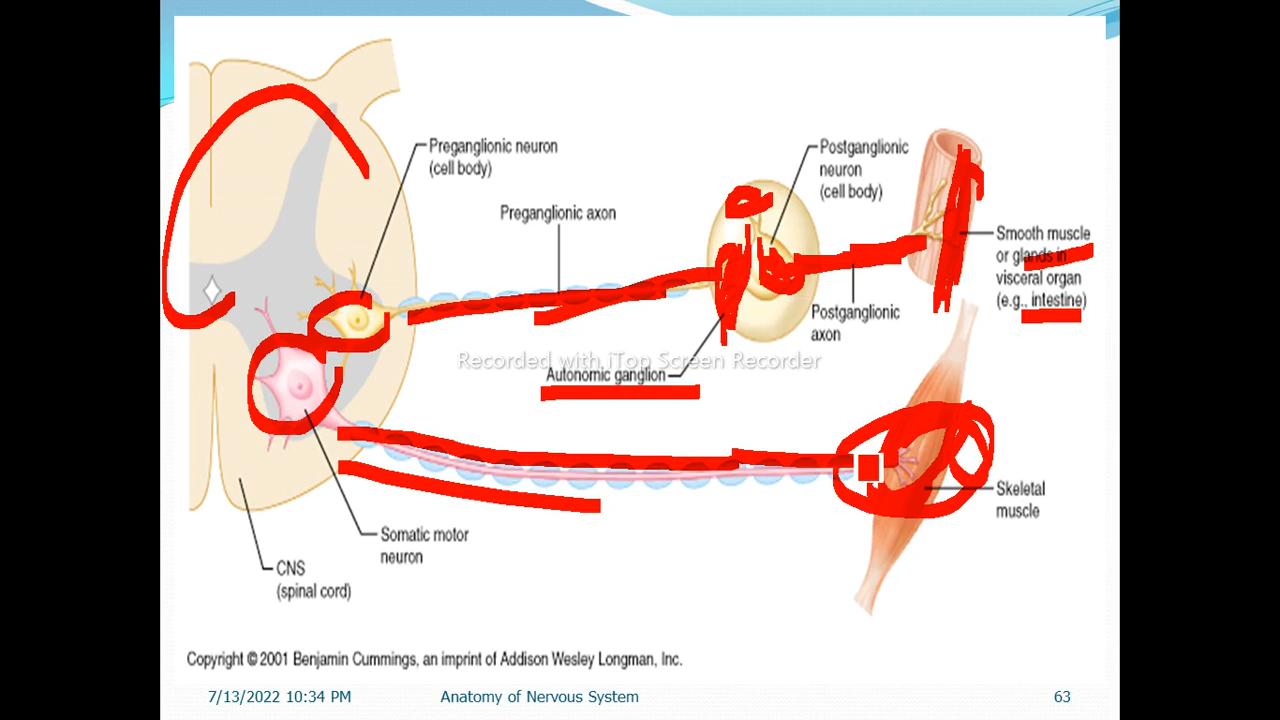 Preganglionic neuron
(cell body)
Preganglionic axon
Postganglionic
neuron
(cell body)
Smooth muscle
or glands in
visceral organ
(e.g., intestine)
Postganglionic
axon
Recorded with iTop Screen Recorder
Autonomic ganglion
Skeletal
muscle
Somatic motor
neuron
CNS
(spinal cord)
Copyright © 2001 Benjamin Cummings, an imprint of Addison Wesley Longman, Inc.
7/13/2022 10:34 PM Anatomy of Nervous System 63